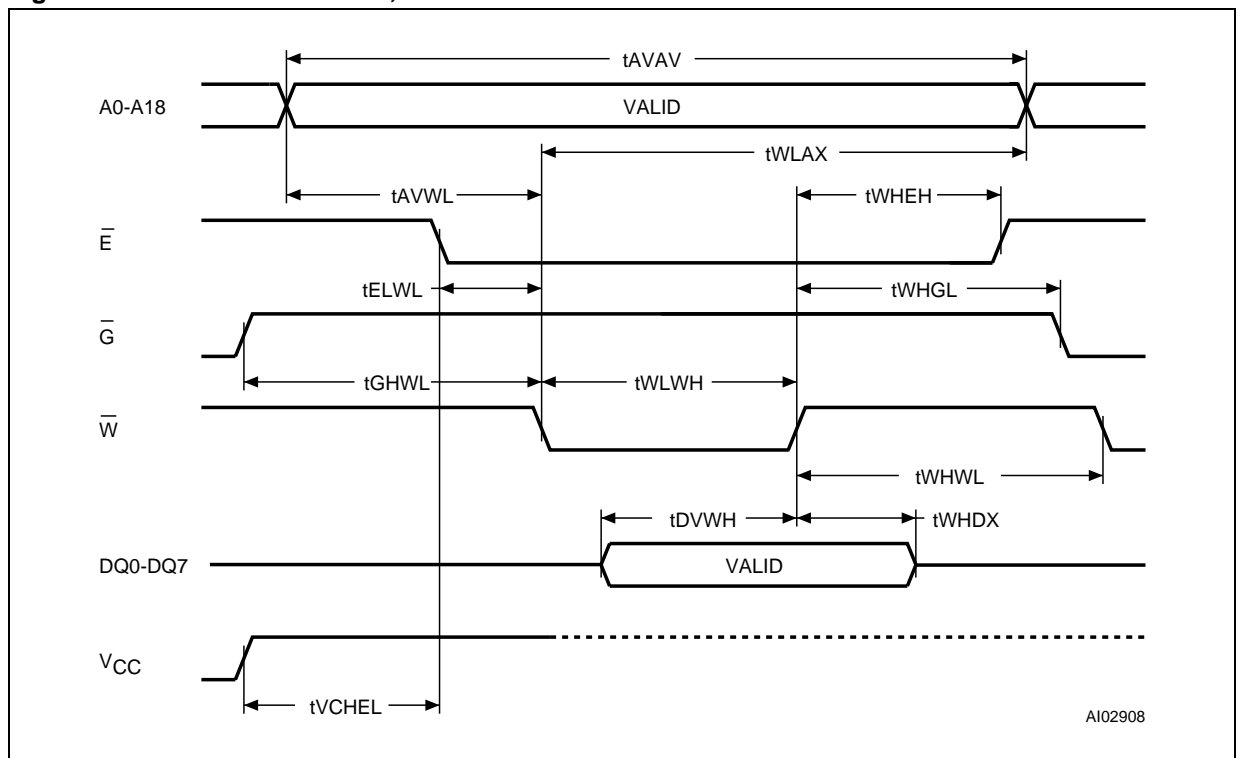 tAVAV
A0-A18
VALID
tWLAX
tAVWL
tWHEH
E
tELWL
tWHGL
G
tGHWL
tWLWH
W
tWHWL
tDVWH
tWHDX
DQ0-DQ7
VALID
VCC
tVCHEL
AI02908